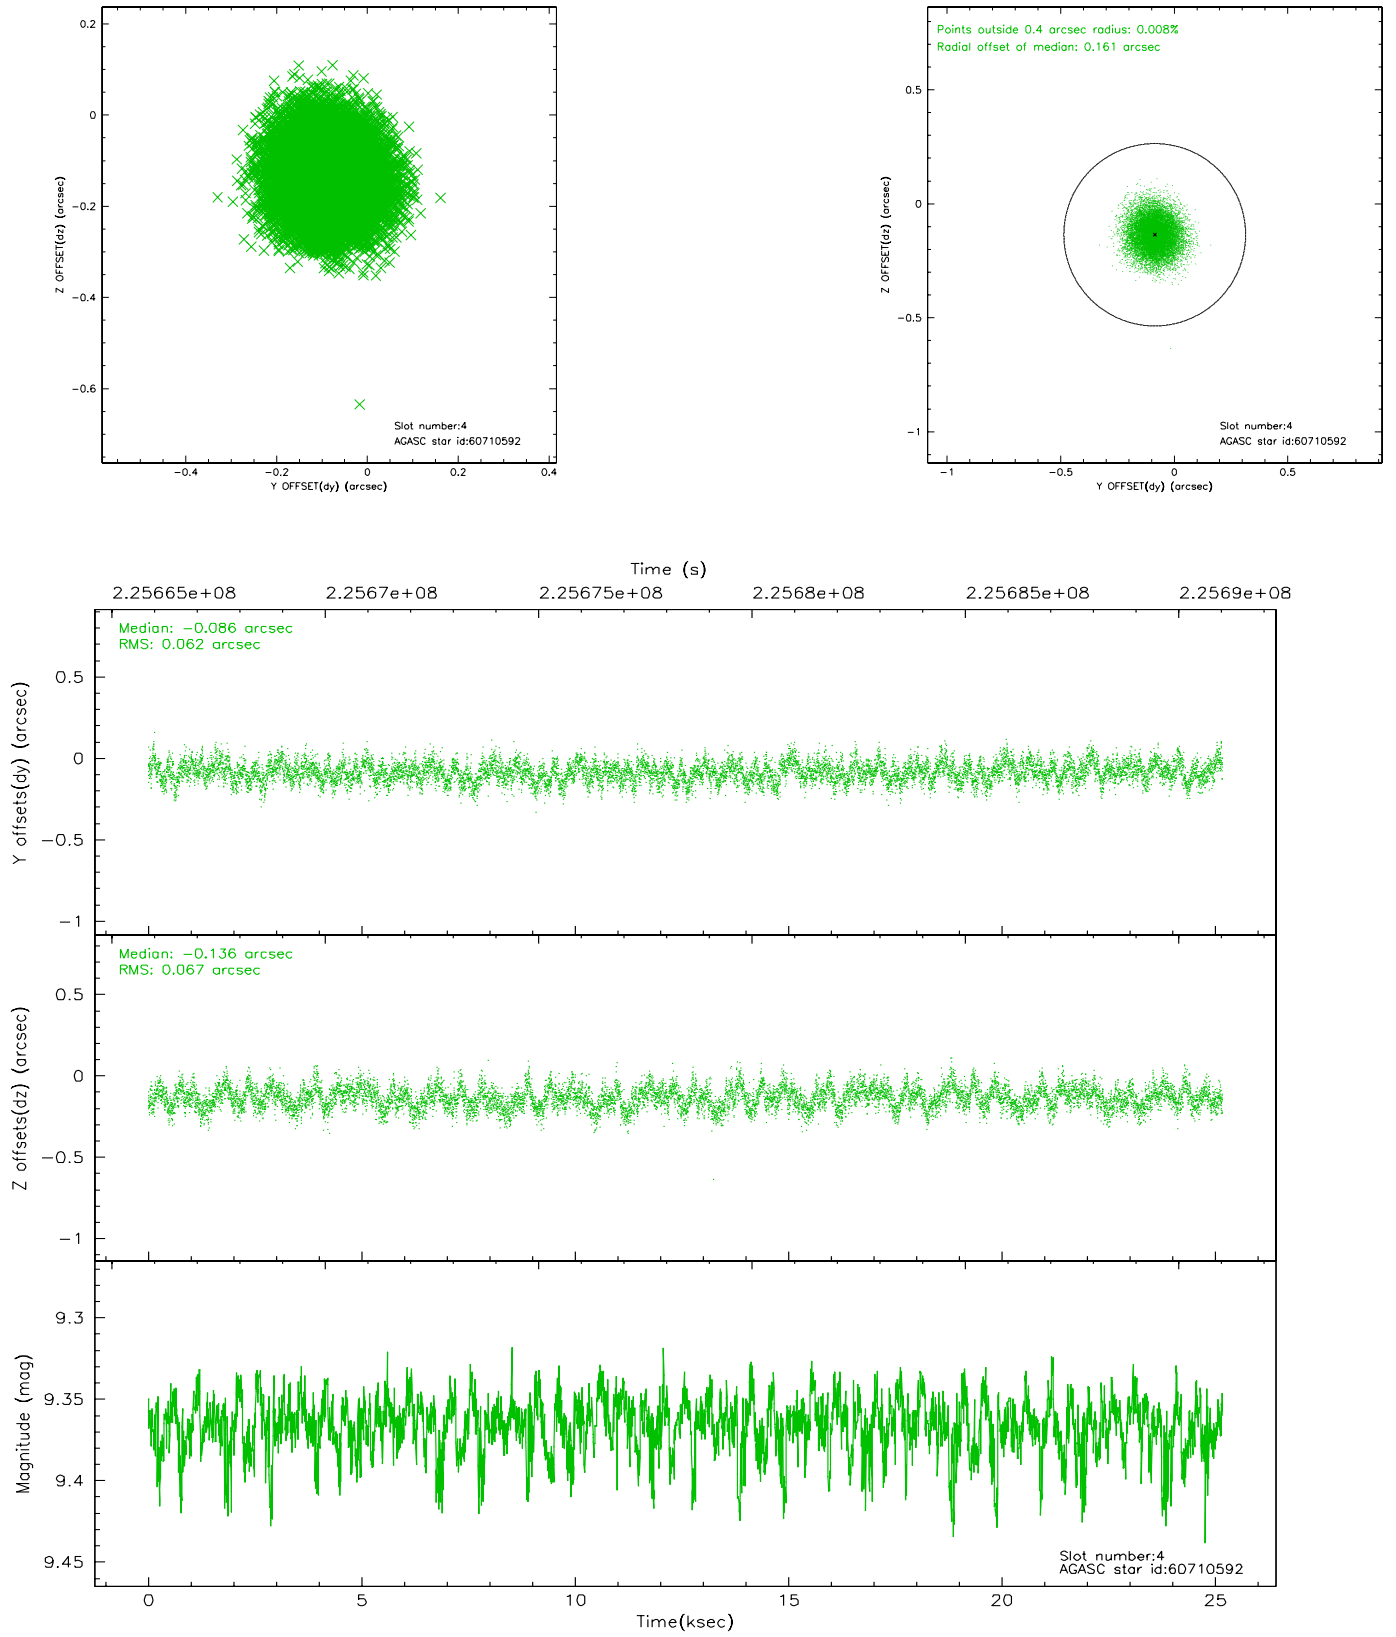 0.2
0
−0.2
−0.4
−0.6
Z OFFSET(dz) (arcsec)
Slot number:4
AGASC star id:60710592
−0.4 −0.2 0 0.2 0.4
Y OFFSET(dy) (arcsec)
Points outside 0.4 arcsec radius: 0.008%
Radial offset of median: 0.161 arcsec
0.5
0
−0.5
−1
Z OFFSET(dz) (arcsec)
Slot number:4
AGASC star id:60710592
−1 −0.5 0 0.5
Y OFFSET(dy) (arcsec)
Time (s)
2.25665e+08 2.2567e+08 2.25675e+08 2.2568e+08 2.25685e+08 2.2569e+08
Median: −0.086 arcsec
RMS: 0.062 arcsec
0.5
0
−0.5
−1
Y offsets(dy) (arcsec)
Median: −0.136 arcsec
RMS: 0.067 arcsec
0.5
0
−0.5
−1
Z offsets(dz) (arcsec)
9.3
9.35
9.4
9.45
Magnitude (mag)
Slot number:4
AGASC star id:60710592
0 5 10 15 20 25
Time(ksec)